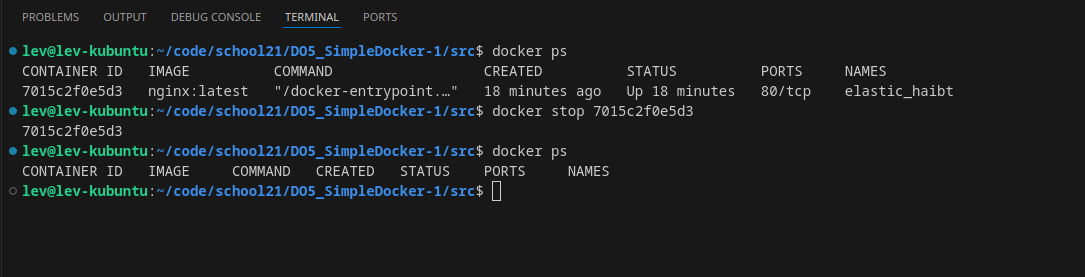 PROBLEMS OUTPUT DEBUG CONSOLE TERMINAL PORTS
lev@lev-kubuntu:~/code/school21/DO5_SimpleDocker-1/src$ docker ps
CONTAINER ID   IMAGE          COMMAND                  CREATED          STATUS          PORTS     NAMES
7015c2f0e5d3   nginx:latest   "/docker-entrypoint.…"   18 minutes ago   Up 18 minutes   80/tcp    elastic_haibt
lev@lev-kubuntu:~/code/school21/DO5_SimpleDocker-1/src$ docker stop 7015c2f0e5d3
7015c2f0e5d3
lev@lev-kubuntu:~/code/school21/DO5_SimpleDocker-1/src$ docker ps
CONTAINER ID   IMAGE     COMMAND   CREATED   STATUS    PORTS     NAMES
lev@lev-kubuntu:~/code/school21/DO5_SimpleDocker-1/src$